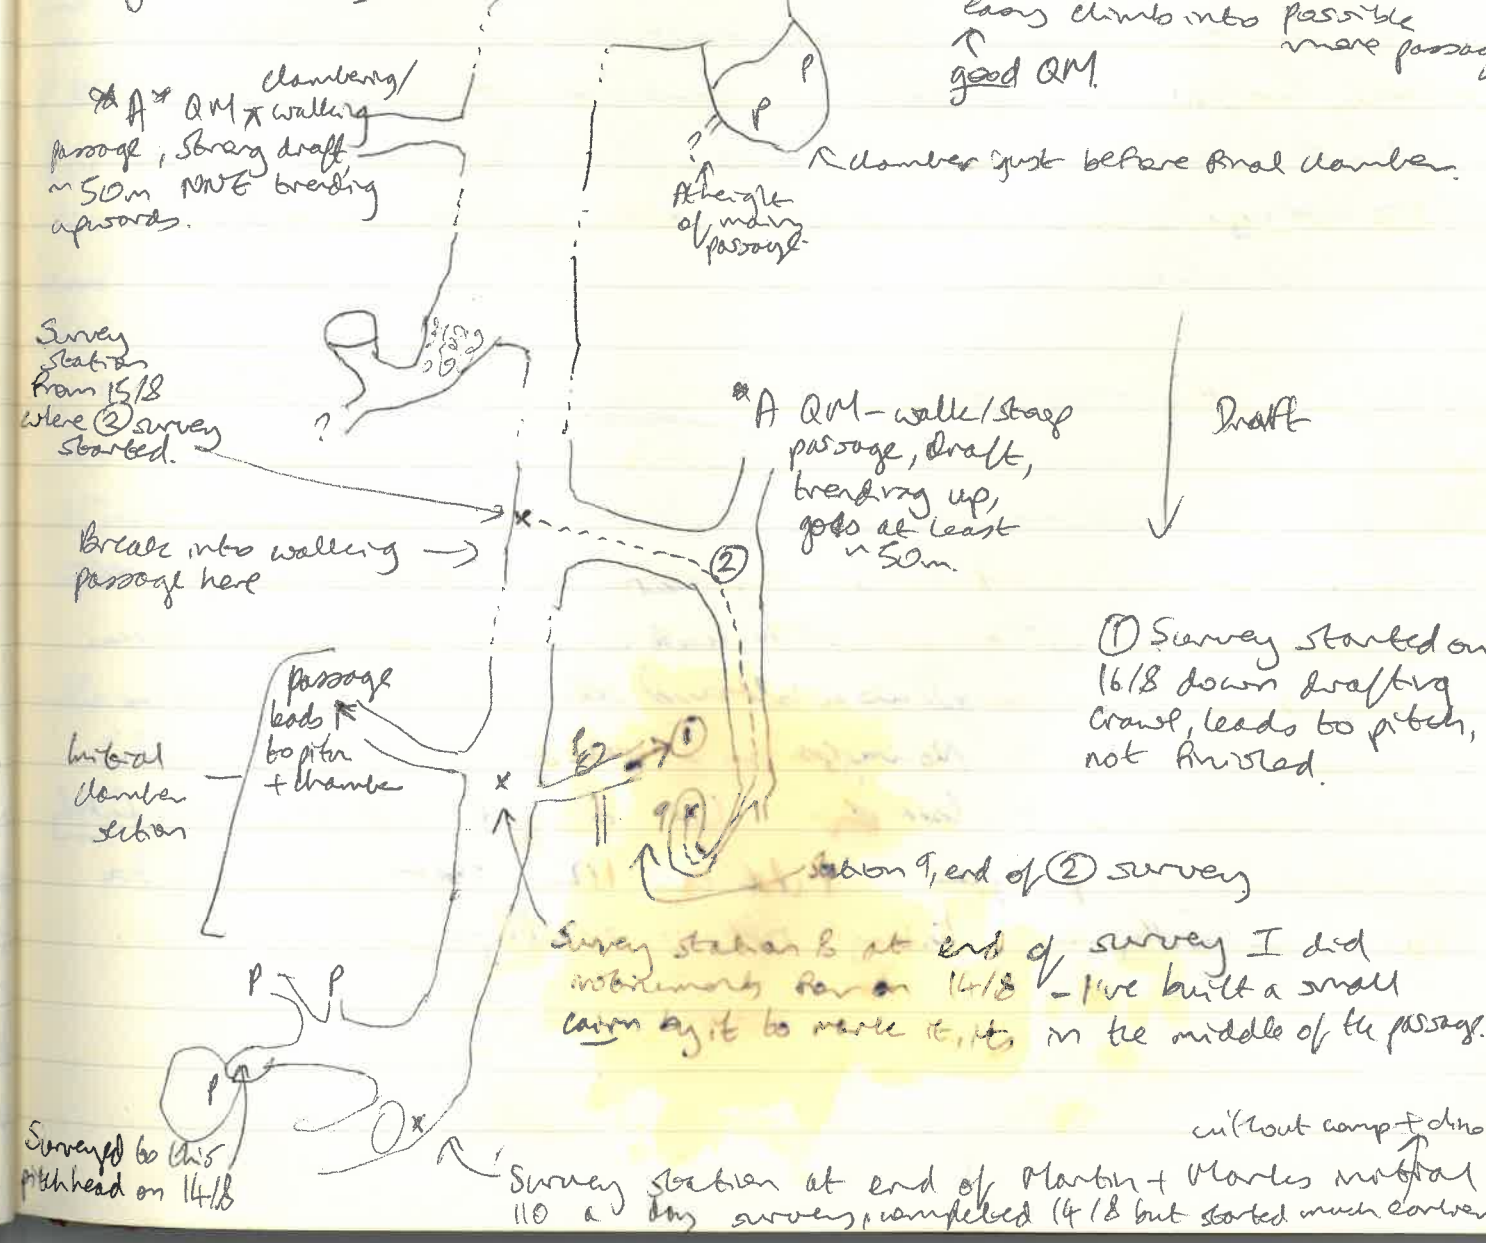 easy climb into possible
more passag
good QM.
P
P
clambering/
*A* QM walking
passage, strong draft
~50m NNE trending
upwards.
?
At height
of main
passage.
chamber just before final chamber.
Survey
station
from 15/8
where ② survey
started.
?
*A QM - walk/stoop
passage, Draft,
trending up,
goes at least
~50m.
Draft
Break into walking
passage here
②
① Survey started on
16/8 down drafting
crawl, leads to pitch,
not finished.
passage
leads
to pitch
+ chamber
Initial
chamber
section
①
9
Station 9, end of ② survey
Survey station 8 at end of survey I did
on 14/8 - I've built a small
cairn by it to mark it, its in the middle of the passage.
P P
P
Surveyed to this
pitchhead on 14/8
without comp + dino
Survey station at end of Martin + Marks initial
110 a day survey, completed 14/8 but started much earlier